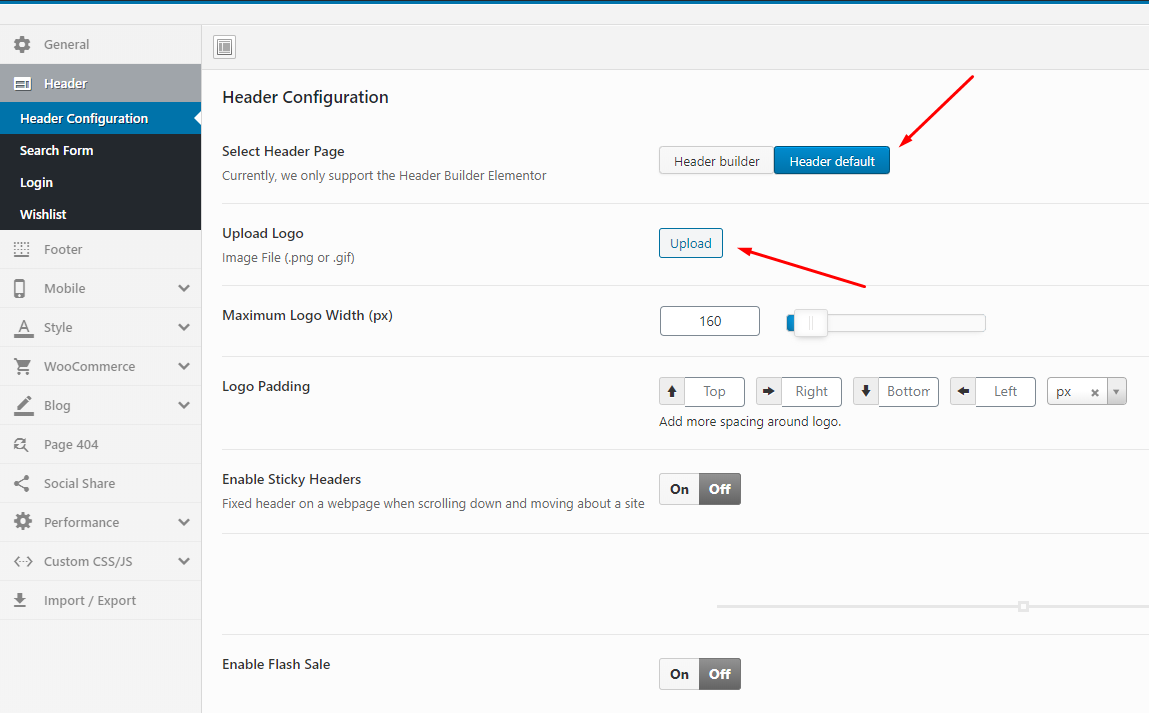 General
Header
Header Configuration
Search Form
Login
Wishlist
Footer
Mobile
Style
WooCommerce
Blog
Page 404
Social Share
Performance
Custom CSS/JS
Import / Export
Header Configuration
Select Header Page
Currently, we only support the Header Builder Elementor
Header builder
Header default
Upload Logo
Image File (.png or .gif)
Upload
Maximum Logo Width (px)
160
Logo Padding
Top
Right
Bottom
Left
px
Add more spacing around logo.
Enable Sticky Headers
Fixed header on a webpage when scrolling down and moving about a site
On Off
Enable Flash Sale
On Off